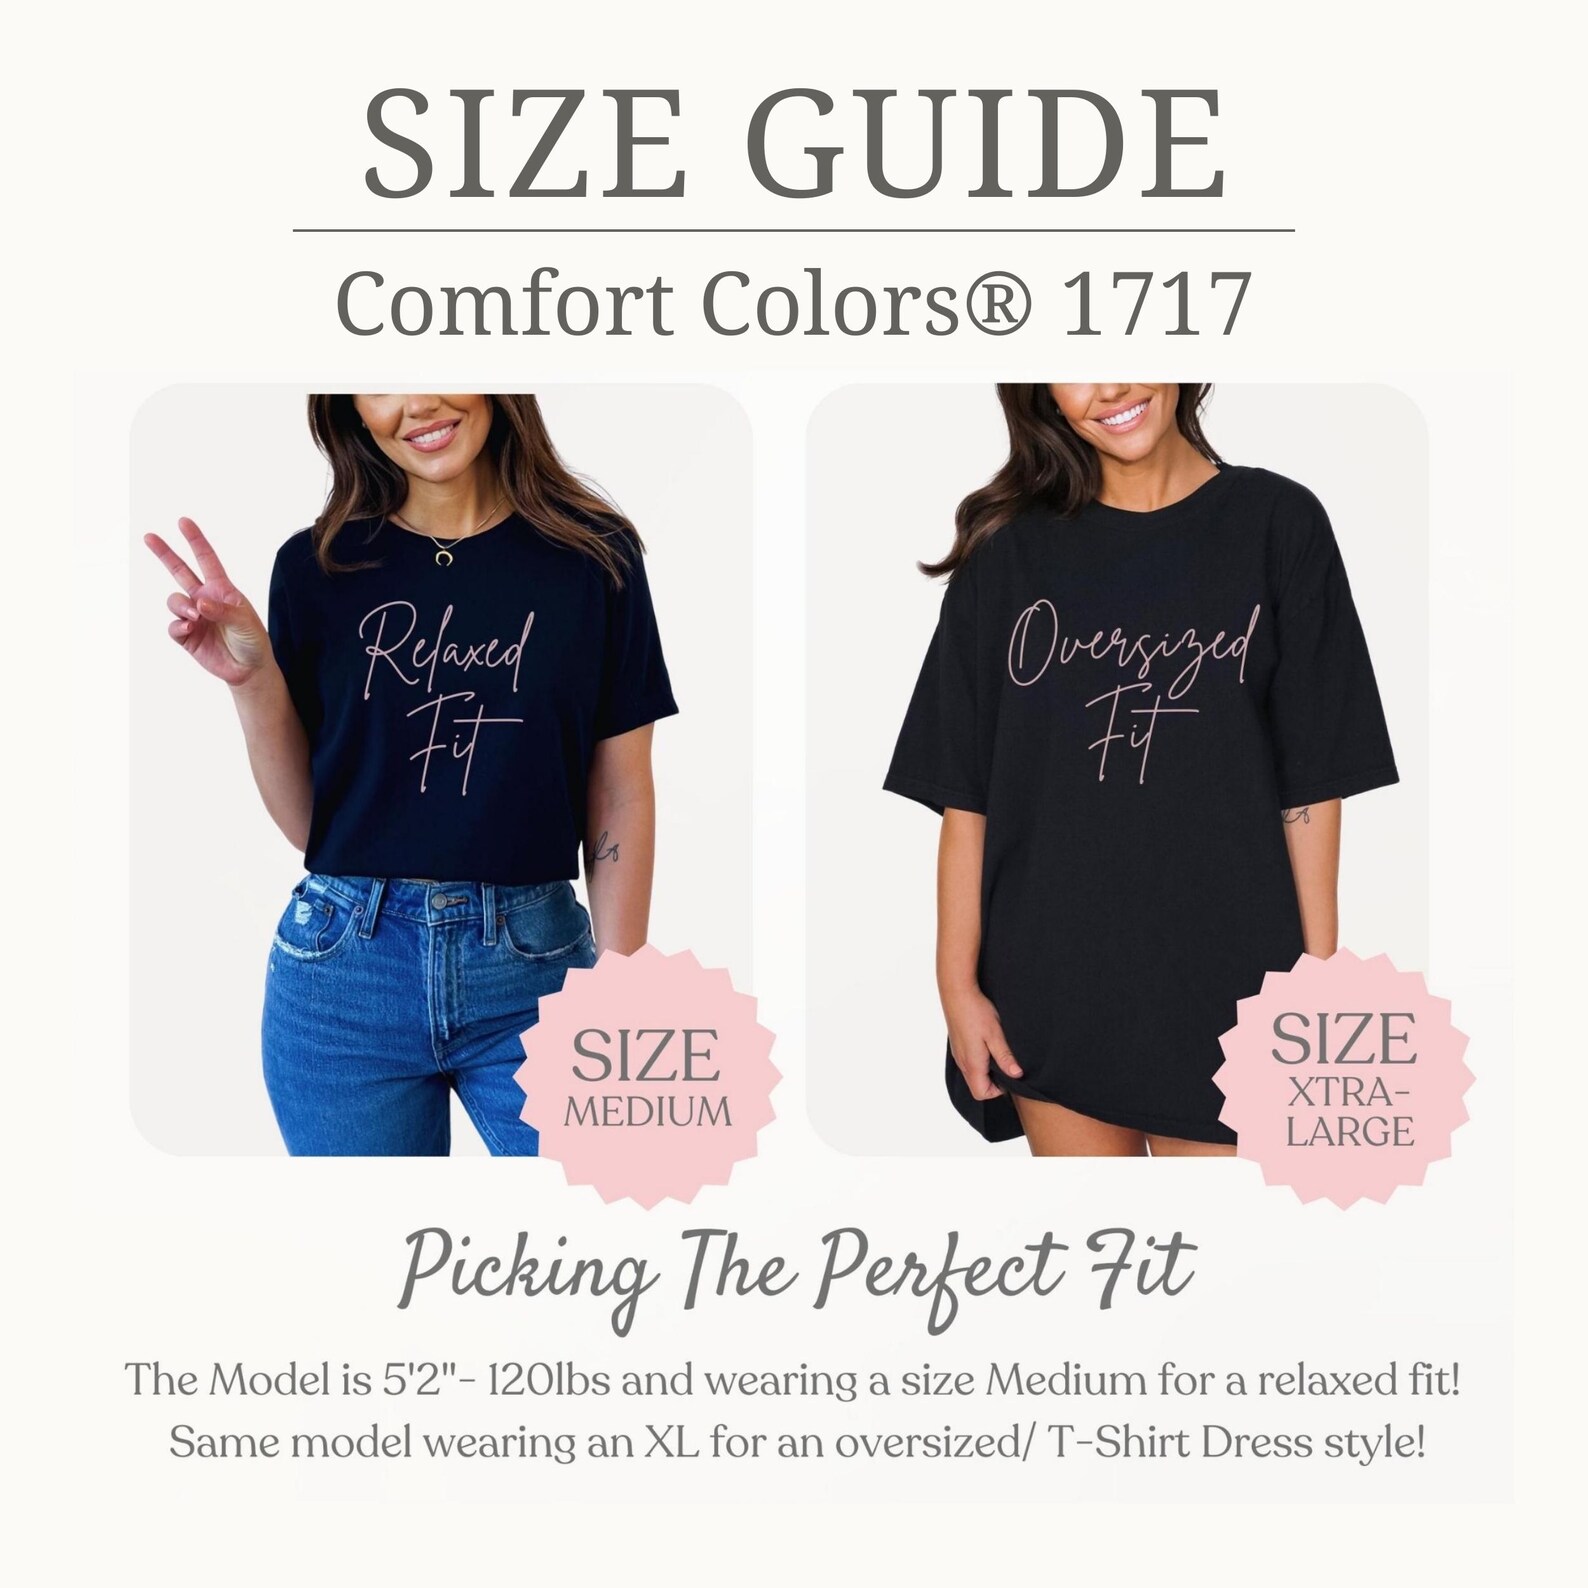 SIZE GUIDE
Comfort Colors® 1717
Relaxed
Fit
Oversized
Fit
SIZE
MEDIUM
SIZE
XTRA-
LARGE
Picking The Perfect Fit
The Model is 5'2"- 120lbs and wearing a size Medium for a relaxed fit!
Same model wearing an XL for an oversized/ T-Shirt Dress style!